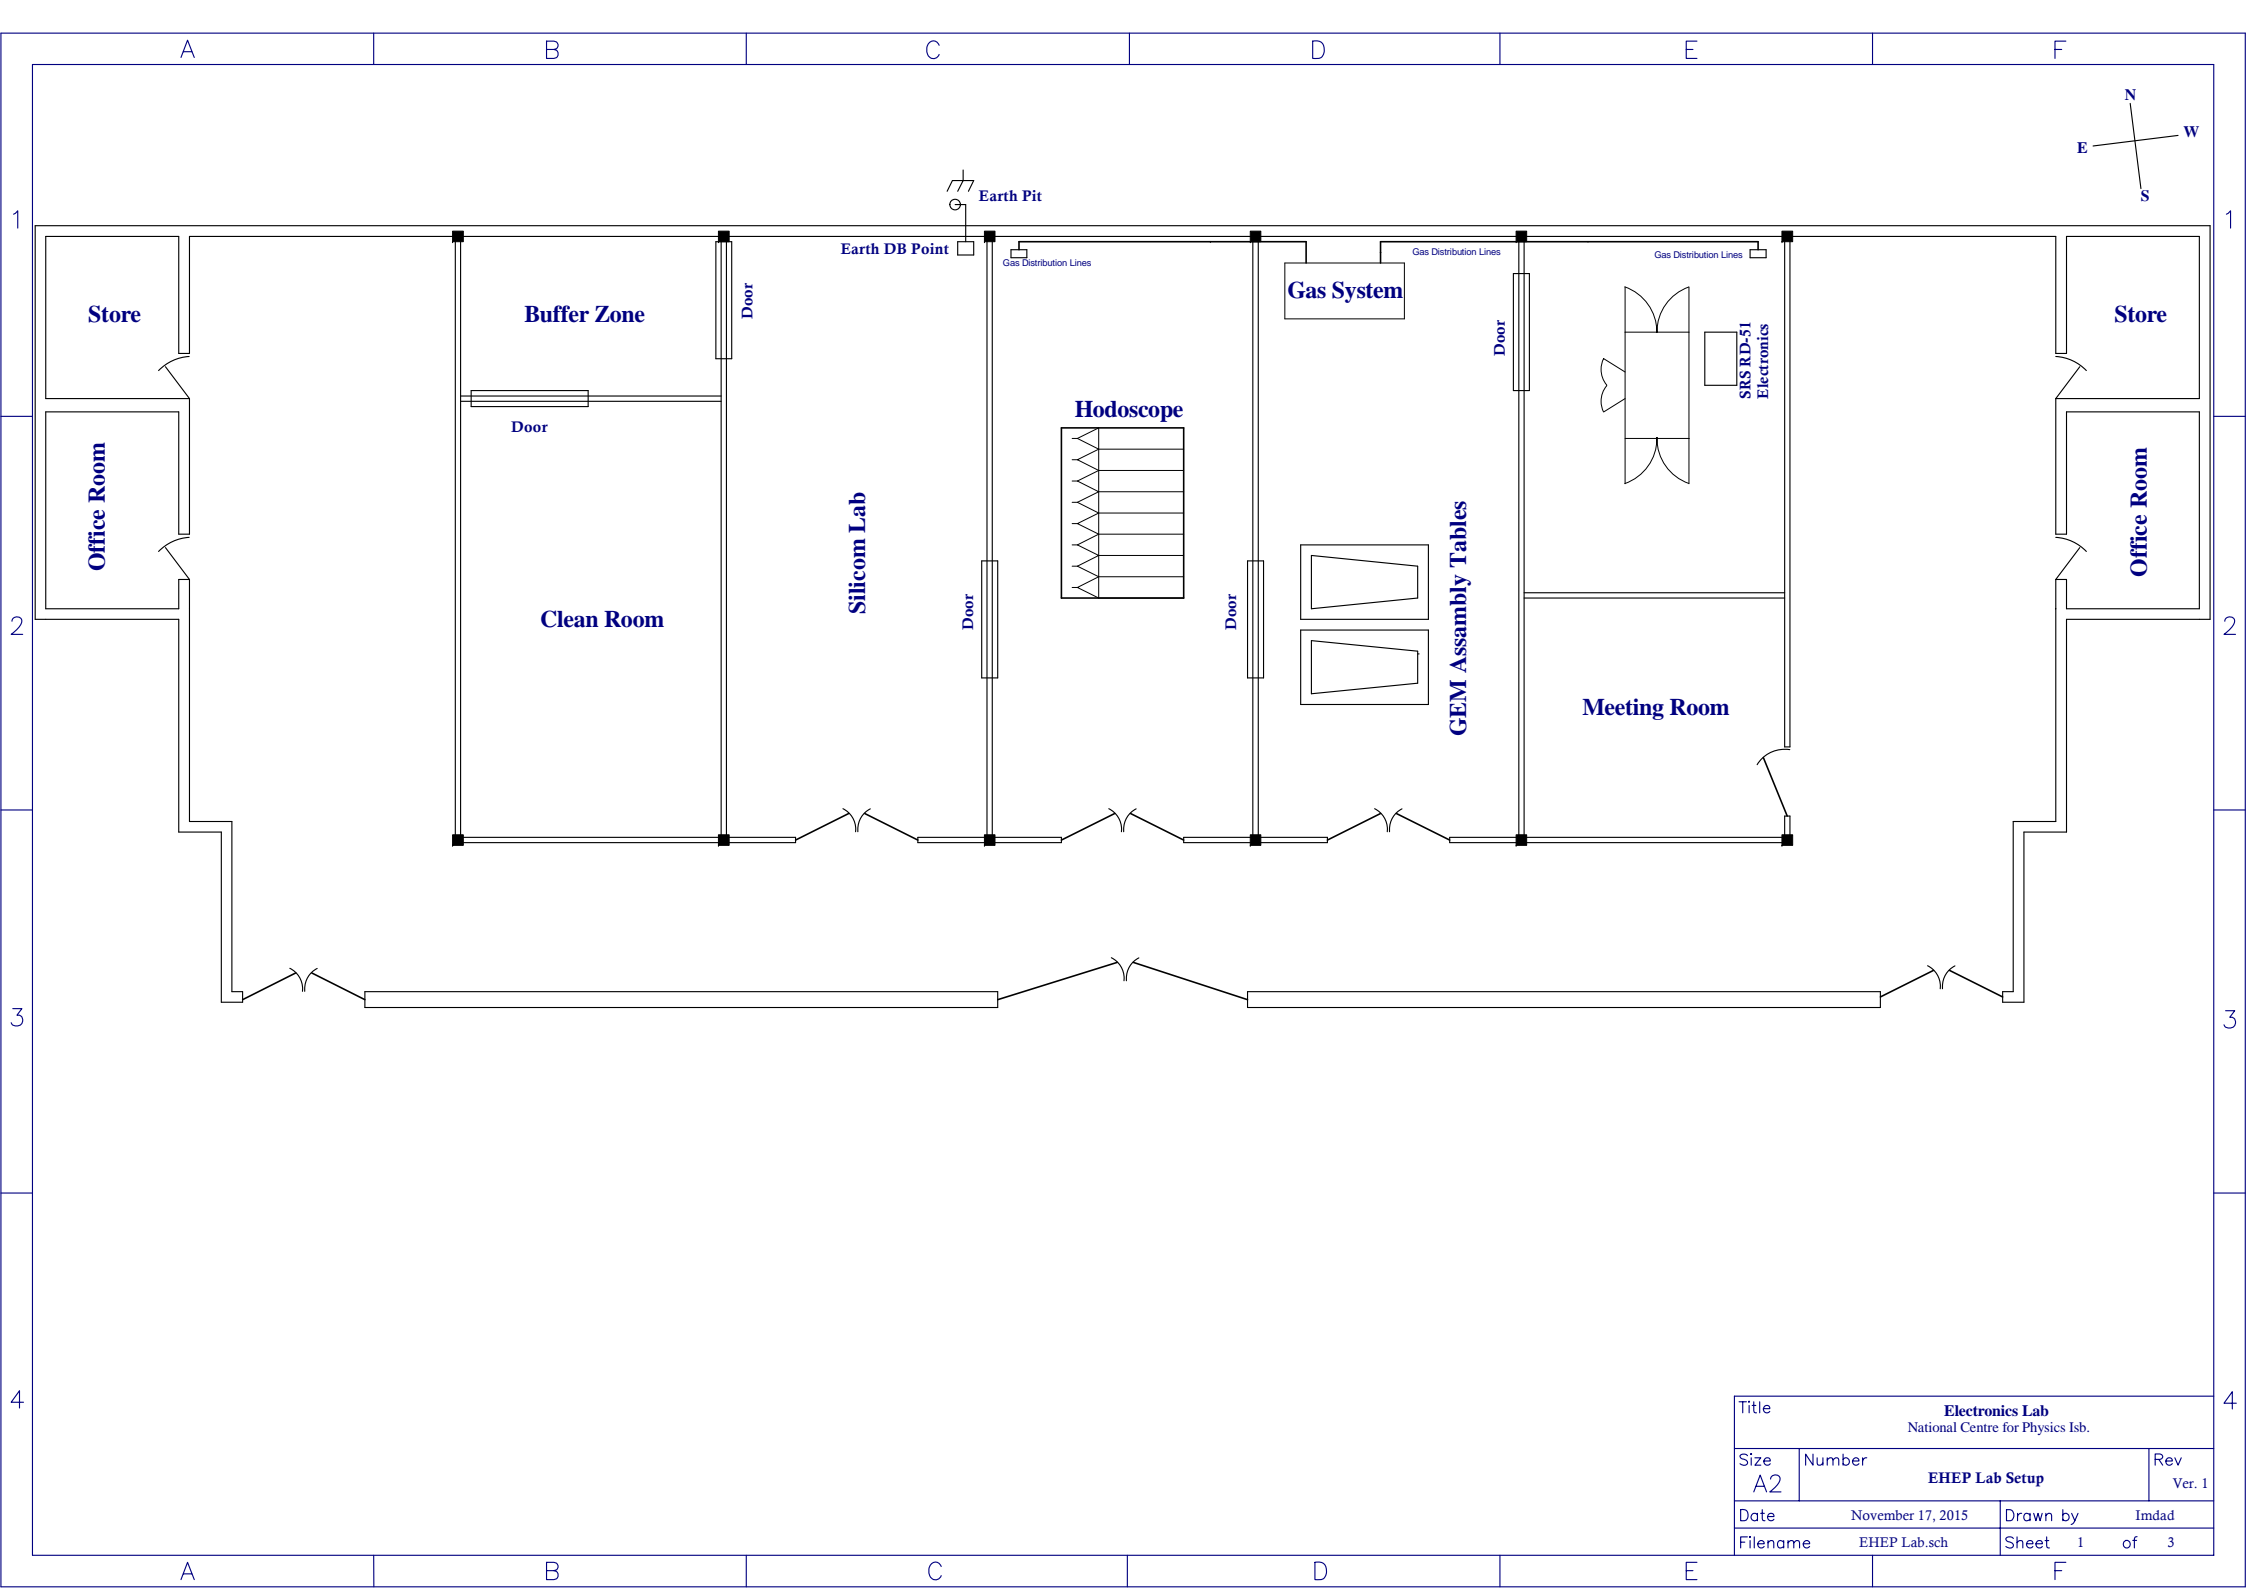 A B C D E F
N
W
E
S
1 1
Earth Pit
Earth DB Point
Gas Distribution Lines
Gas Distribution Lines
Gas Distribution Lines
Store
Buffer Zone
Door
Gas System
Door
SRS RD-51
Electronics
Store
Hodoscope
Door
Office Room
Silicom Lab
GEM Assambly Tables
Office Room
2 2
Clean Room
Door
Door
Meeting Room
3 3
4 4
Title
Electronics Lab
National Centre for Physics Isb.
Size
A2
Number
EHEP Lab Setup
Rev
Ver. 1
Date November 17, 2015 Drawn by Imdad
Filename EHEP Lab.sch Sheet 1 of 3
A B C D E F